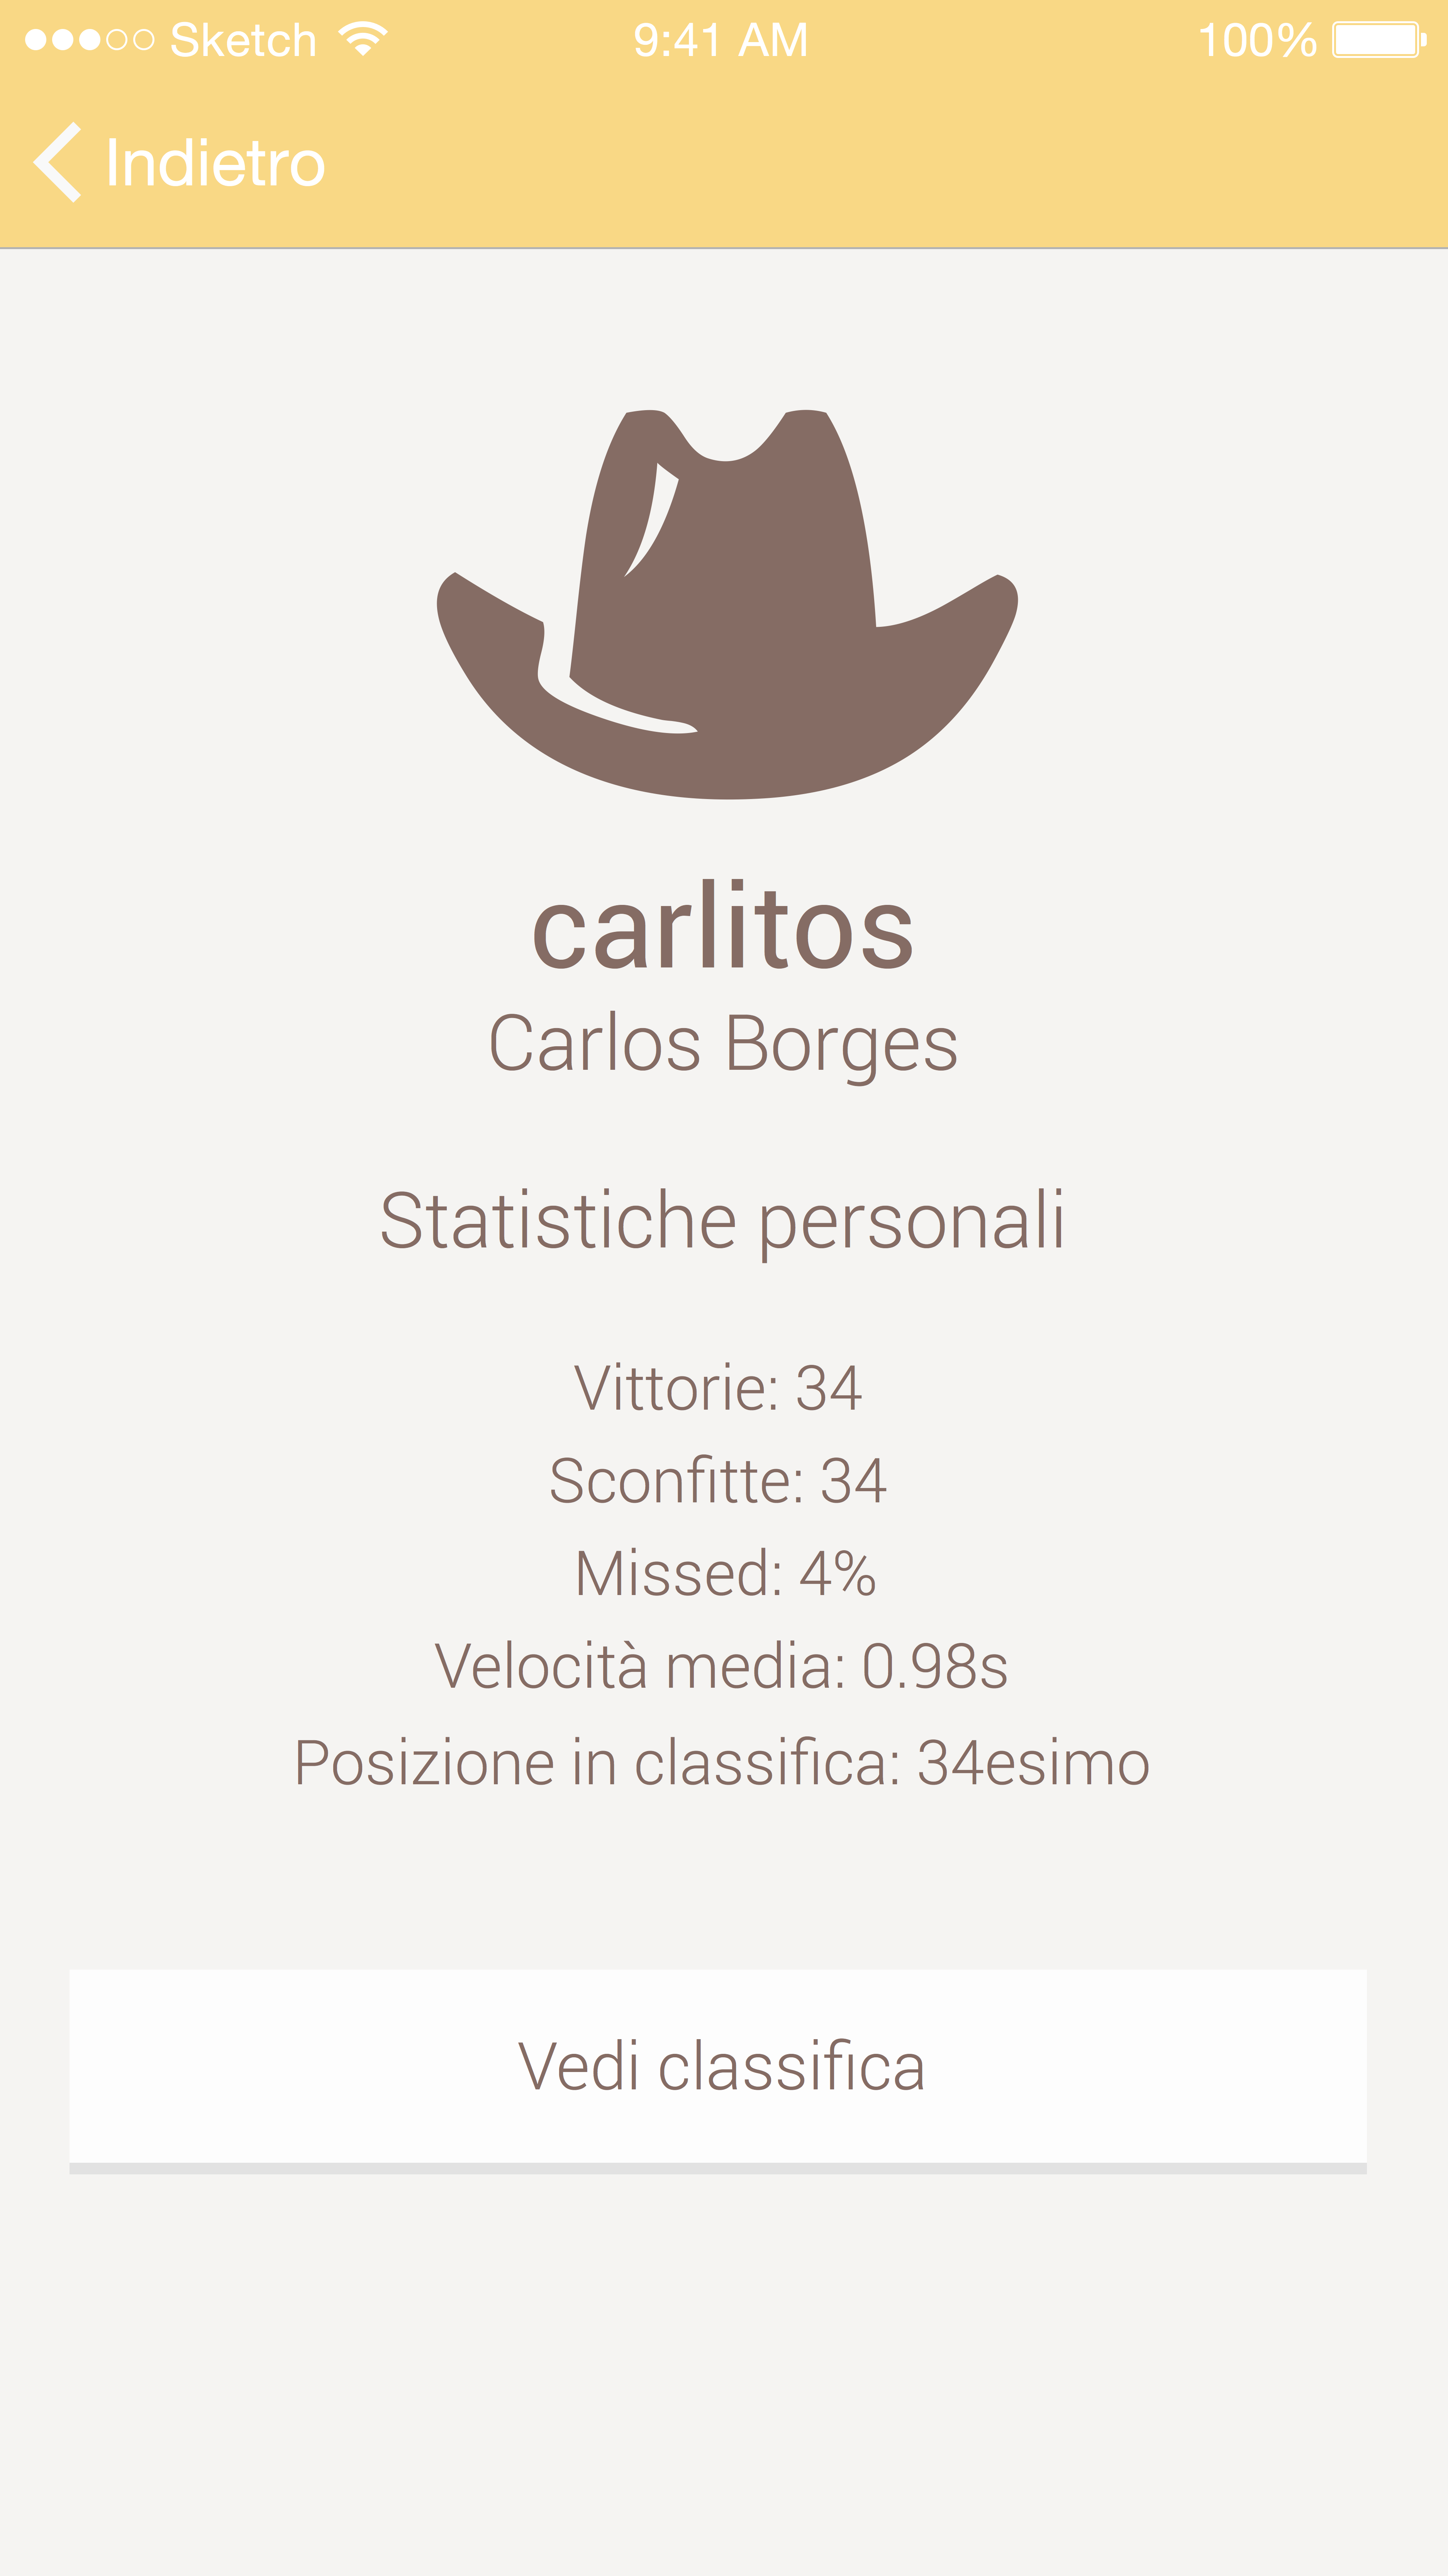 Sketch 9:41 AM 100%
Indietro
carlitos
Carlos Borges
Statistiche personali
Vittorie: 34
Sconfitte: 34
Missed: 4%
Velocità media: 0.98s
Posizione in classifica: 34esimo
Vedi classifica